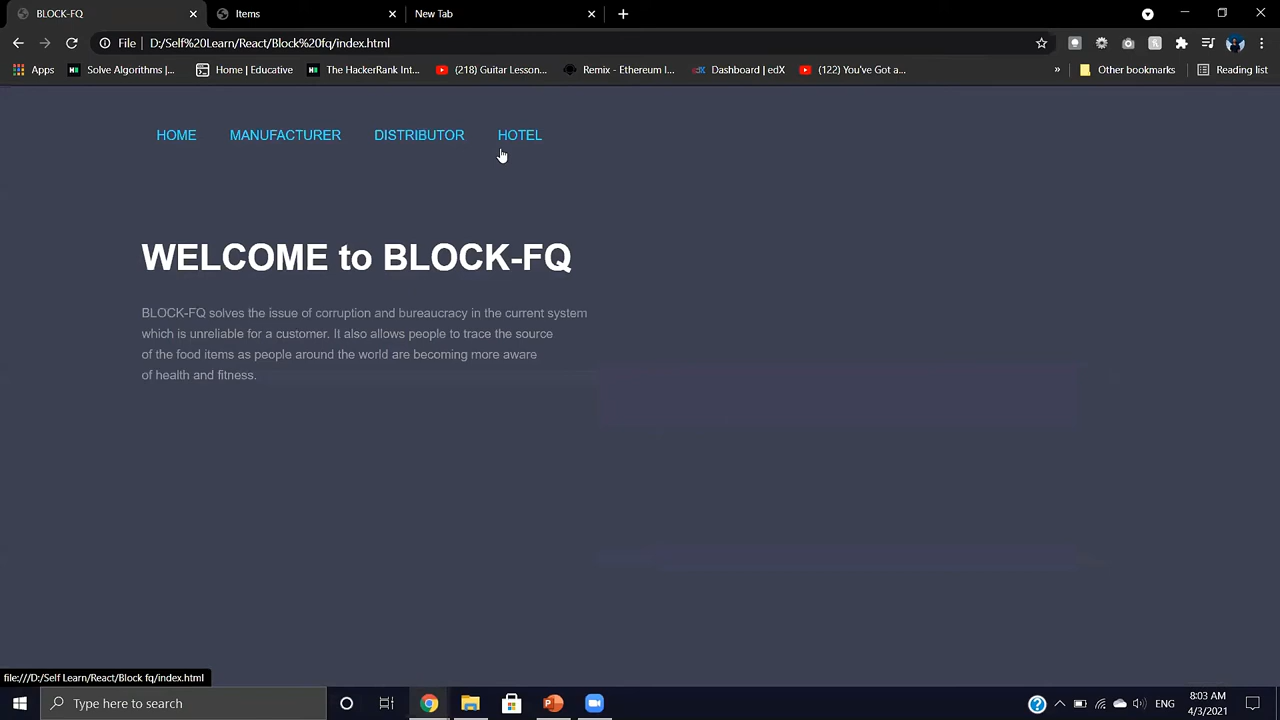 BLOCK-FQ
Items
New Tab
File D:/Self%20Learn/React/Block%20fq/index.html
Apps
Solve Algorithms |...
Home | Educative
The HackerRank Int...
(218) Guitar Lesson...
Remix - Ethereum I...
edX Dashboard | edX
(122) You've Got a...
» Other bookmarks
Reading list
HOME MANUFACTURER DISTRIBUTOR HOTEL
WELCOME to BLOCK-FQ
BLOCK-FQ solves the issue of corruption and bureaucracy in the current system
which is unreliable for a customer. It also allows people to trace the source
of the food items as people around the world are becoming more aware
of health and fitness.
file:///D:/Self Learn/React/Block fq/index.html
Type here to search
ENG
8:03 AM
4/3/2021